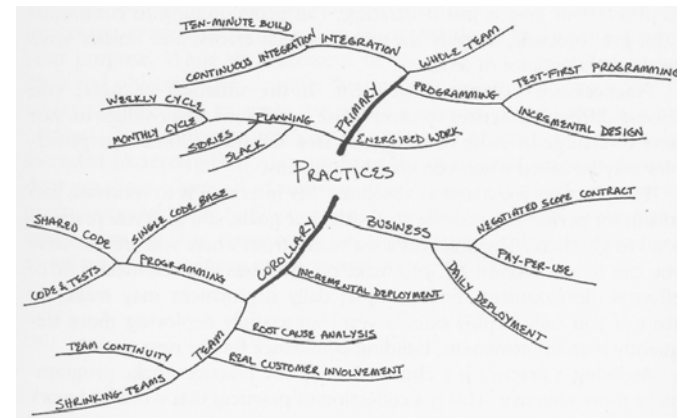 TEN-MINUTE BUILD
CONTINUOUS INTEGRATION
INTEGRATION
WHOLE TEAM
PROGRAMMING
TEST-FIRST PROGRAMMING
INCREMENTAL DESIGN
PRIMARY
WEEKLY CYCLE
MONTHLY CYCLE
PLANNING
STORIES
SLACK
ENERGIZED WORK
PRACTICES
COROLLARY
BUSINESS
NEGOTIATED SCOPE CONTRACT
PAY-PER-USE
DAILY DEPLOYMENT
INCREMENTAL DEPLOYMENT
SHARED CODE
SINGLE CODE BASE
PROGRAMMING
CODE & TESTS
TEAM
ROOT CAUSE ANALYSIS
REAL CUSTOMER INVOLVEMENT
TEAM CONTINUITY
SHRINKING TEAMS